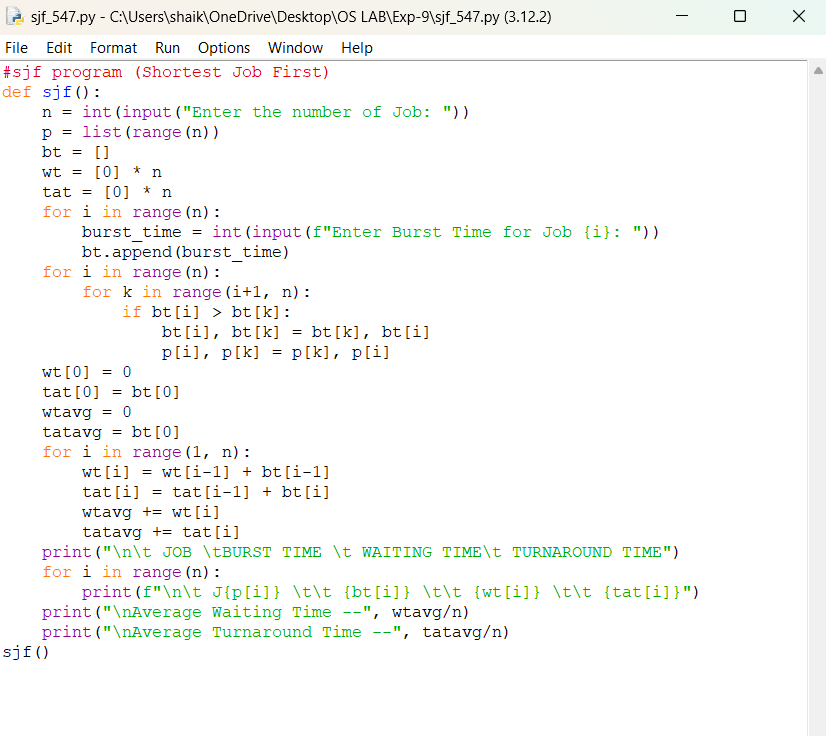 sjf_547.py - C:\Users\shaik\OneDrive\Desktop\OS LAB\Exp-9\sjf_547.py (3.12.2)
File Edit Format Run Options Window Help
#sjf program (Shortest Job First)
def sjf():
    n = int(input("Enter the number of Job: "))
    p = list(range(n))
    bt = []
    wt = [0] * n
    tat = [0] * n
    for i in range(n):
        burst_time = int(input(f"Enter Burst Time for Job {i}: "))
        bt.append(burst_time)
    for i in range(n):
        for k in range(i+1, n):
            if bt[i] > bt[k]:
                bt[i], bt[k] = bt[k], bt[i]
                p[i], p[k] = p[k], p[i]
    wt[0] = 0
    tat[0] = bt[0]
    wtavg = 0
    tatavg = bt[0]
    for i in range(1, n):
        wt[i] = wt[i-1] + bt[i-1]
        tat[i] = tat[i-1] + bt[i]
        wtavg += wt[i]
        tatavg += tat[i]
    print("\n\t JOB \tBURST TIME \t WAITING TIME\t TURNAROUND TIME")
    for i in range(n):
        print(f"\n\t J{p[i]} \t\t {bt[i]} \t\t {wt[i]} \t\t {tat[i]}")
    print("\nAverage Waiting Time --", wtavg/n)
    print("\nAverage Turnaround Time --", tatavg/n)
sjf()